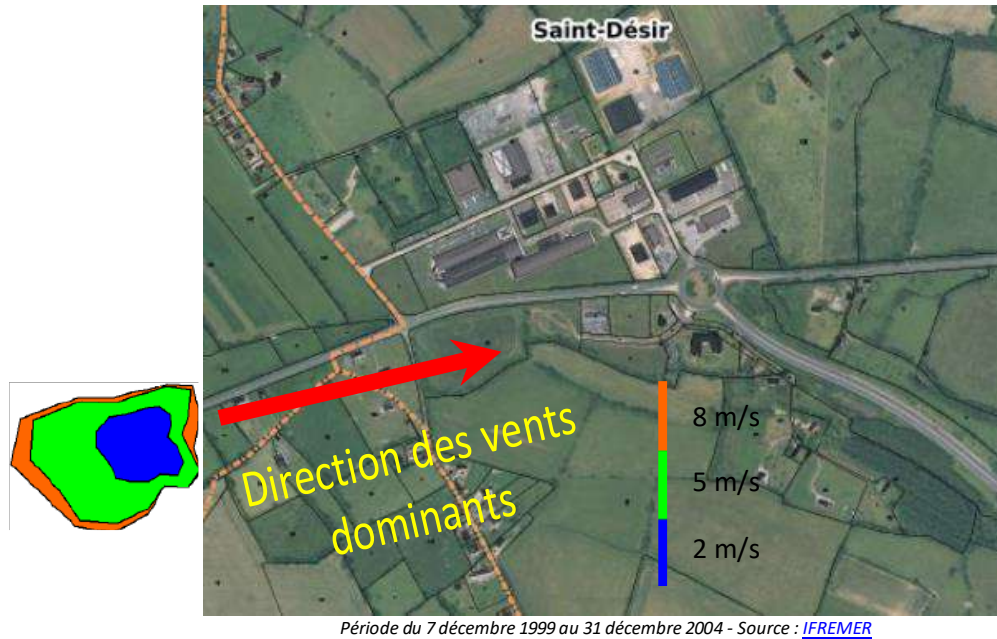 Saint-Désir
8 m/s
Direction des vents
dominants
5 m/s
2 m/s
Période du 7 décembre 1999 au 31 décembre 2004 - Source : IFREMER